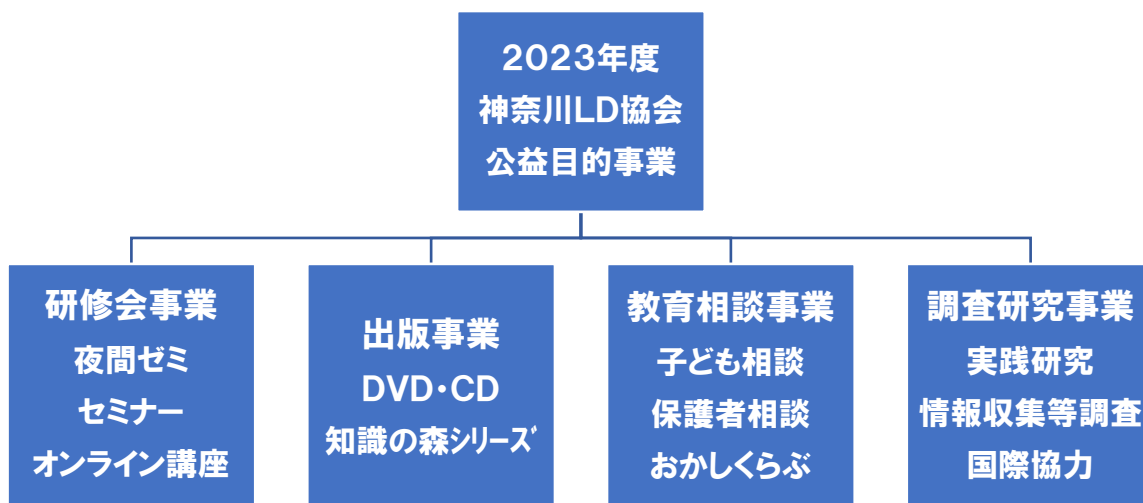 2023年度
神奈川LD協会
公益目的事業
研修会事業
夜間ゼミ
セミナー
オンライン講座
出版事業
DVD・CD
知識の森シリーズ
教育相談事業
子ども相談
保護者相談
おかしくらぶ
調査研究事業
実践研究
情報収集等調査
国際協力